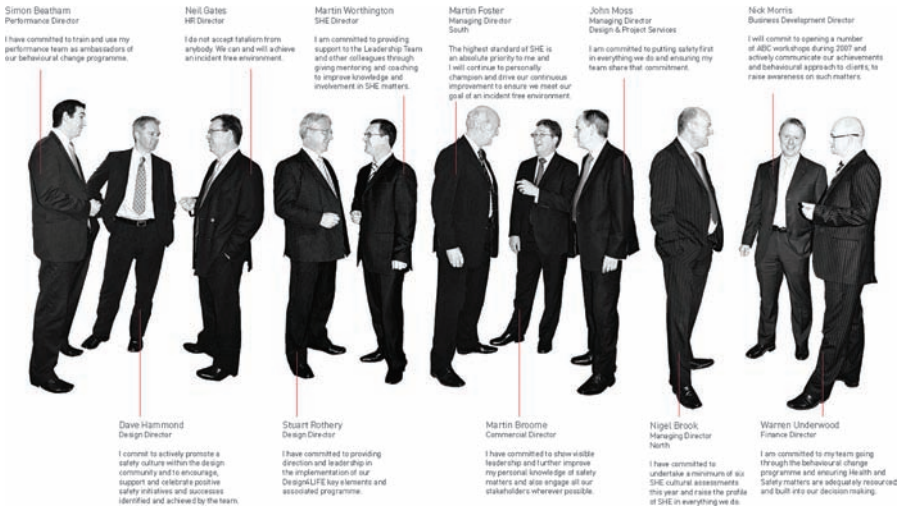 Simon Beatham
Performance Director
I have committed to train and use my
performance team as ambassadors of
our behavioural change programme.
Neil Gates
HR Director
I do not accept fatalism from
anybody. We can and will achieve
an incident free environment.
Martin Worthington
SHE Director
I am committed to providing
support to the Leadership Team
and other colleagues through
giving mentoring and coaching
to improve knowledge and
involvement in SHE matters.
Martin Foster
Managing Director
South
The highest standard of SHE is
an absolute priority to me and
I will continue to personally
champion and drive our continuous
improvement to ensure we meet our
goal of an incident free environment.
John Moss
Managing Director
Design & Project Services
I am committed to putting safety first
in everything we do and ensuring my
team share that commitment.
Nick Morris
Business Development Director
I will commit to opening a number
of ABC workshops during 2007 and
actively communicate our achievements
and behavioural approach to clients, to
raise awareness on such matters.
Dave Hammond
Design Director
I commit to actively promote a
safety culture within the design
community and to encourage,
support and celebrate positive
safety initiatives and successes
identified and achieved by the team.
Stuart Rothery
Design Director
I have committed to providing
direction and leadership in
the implementation of our
Design4LIFE key elements and
associated programme.
Martin Broome
Commercial Director
I have committed to show visible
leadership and further improve
my personal knowledge of safety
matters and also engage all our
stakeholders wherever possible.
Nigel Brook
Managing Director
North
I have committed to
undertake a minimum of six
SHE cultural assessments
this year and raise the profile
of SHE in everything we do.
Warren Underwood
Finance Director
I am committed to my team going
through the behavioural change
programme and ensuring Health and
Safety matters are adequately resourced
and built into our decision making.